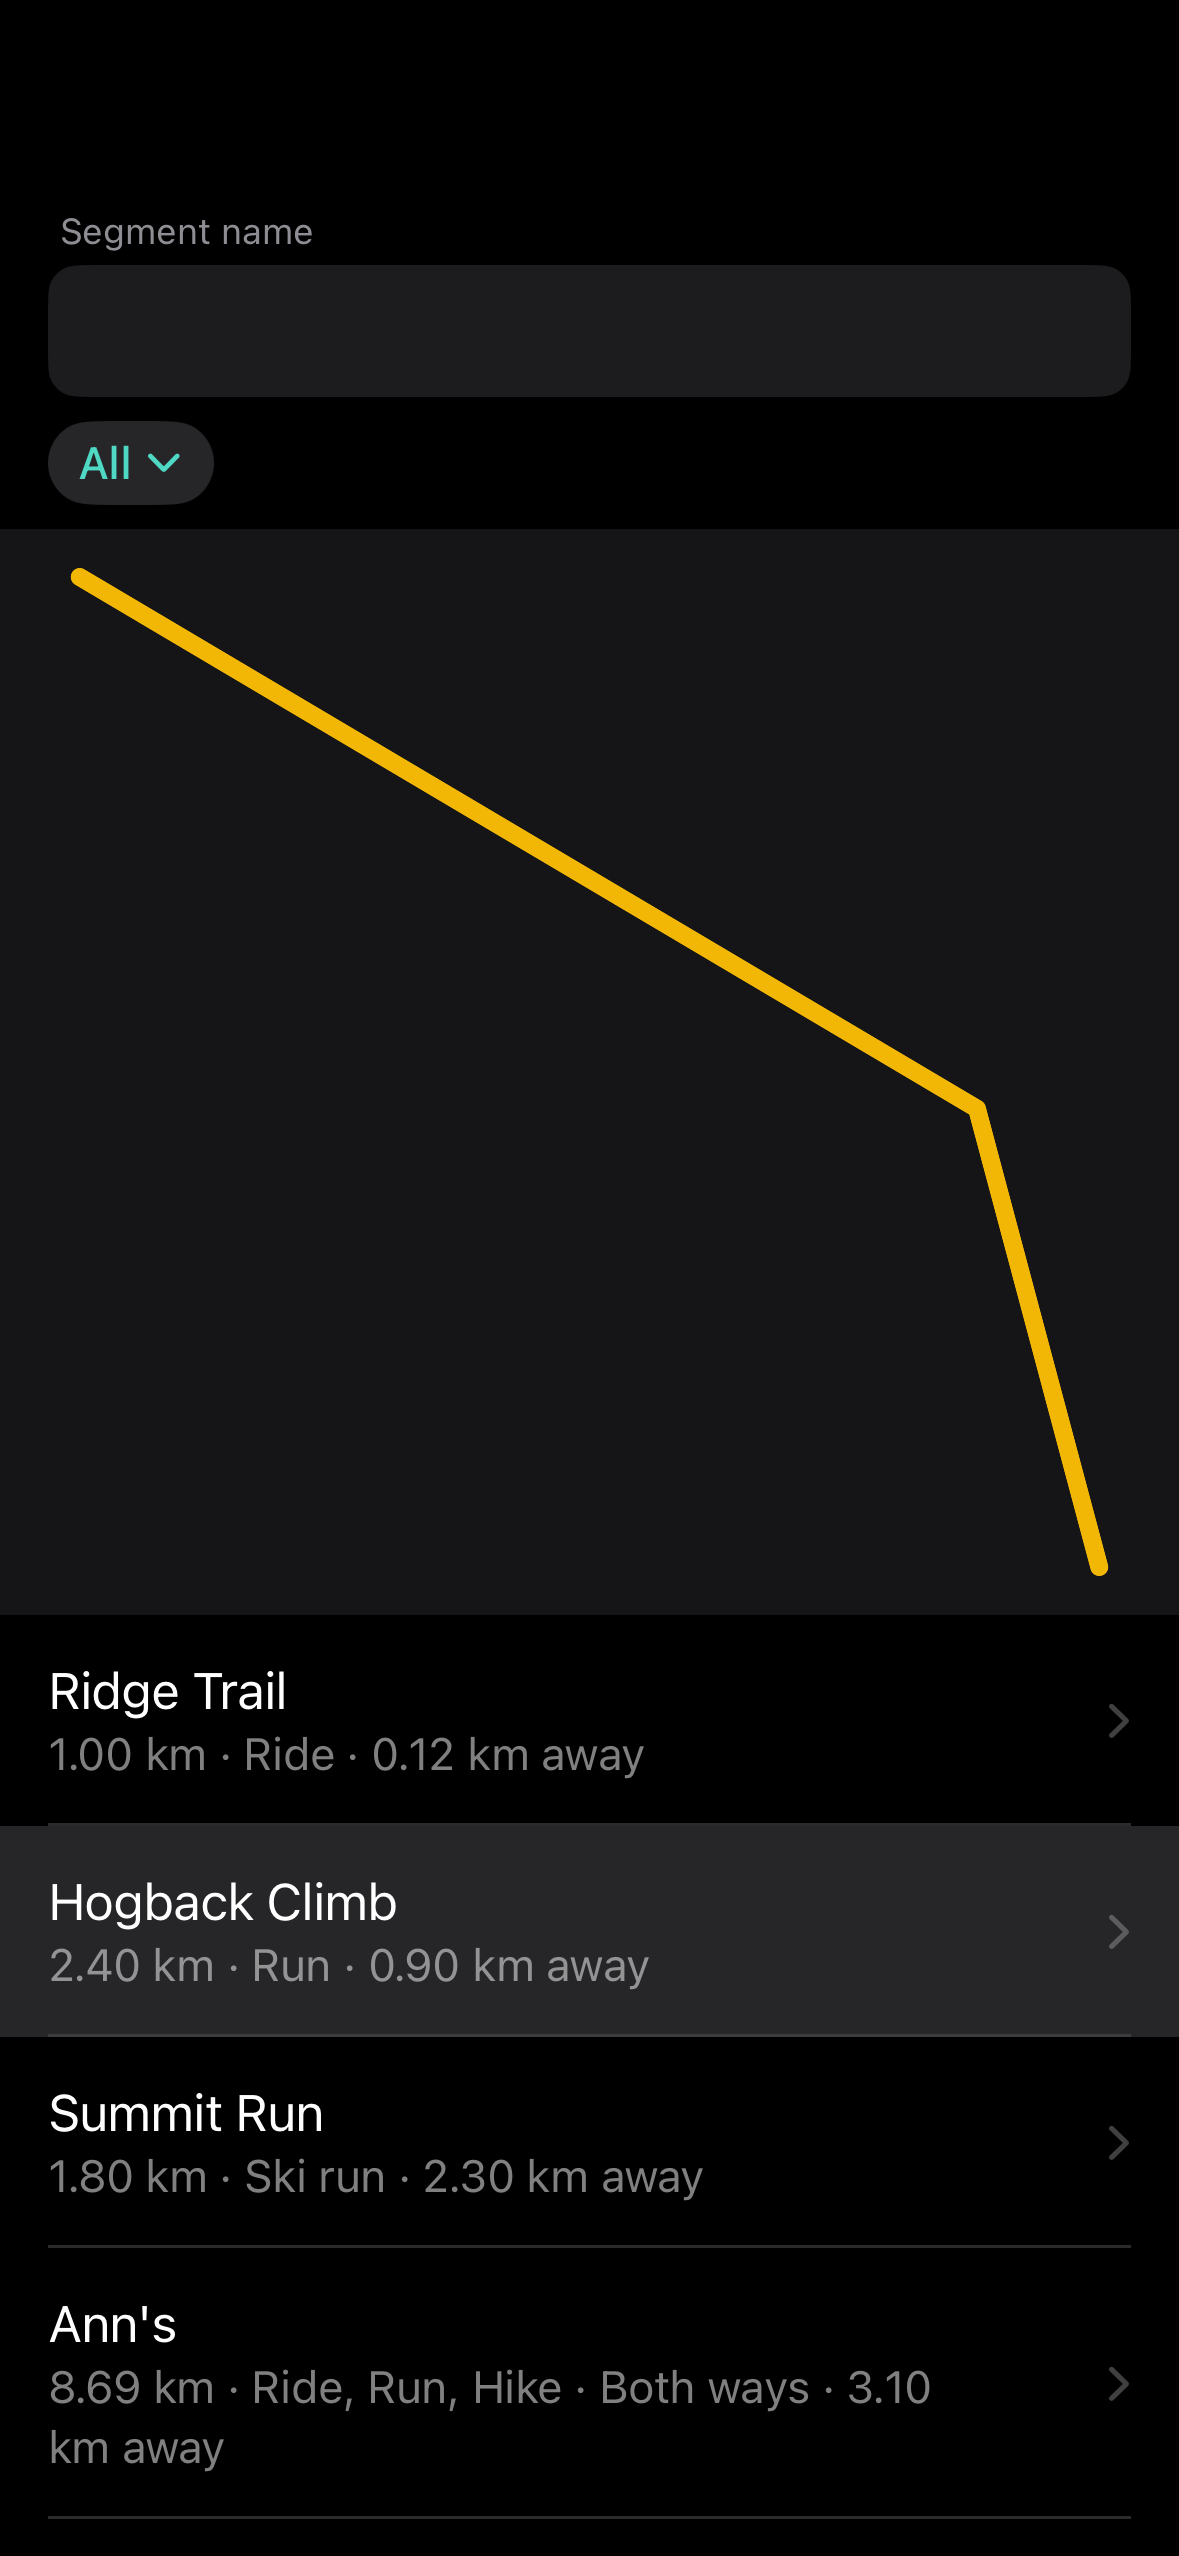 Segment name
All
Ridge Trail
1.00 km · Ride · 0.12 km away
Hogback Climb
2.40 km · Run · 0.90 km away
Summit Run
1.80 km · Ski run · 2.30 km away
Ann's
8.69 km · Ride, Run, Hike · Both ways · 3.10
km away